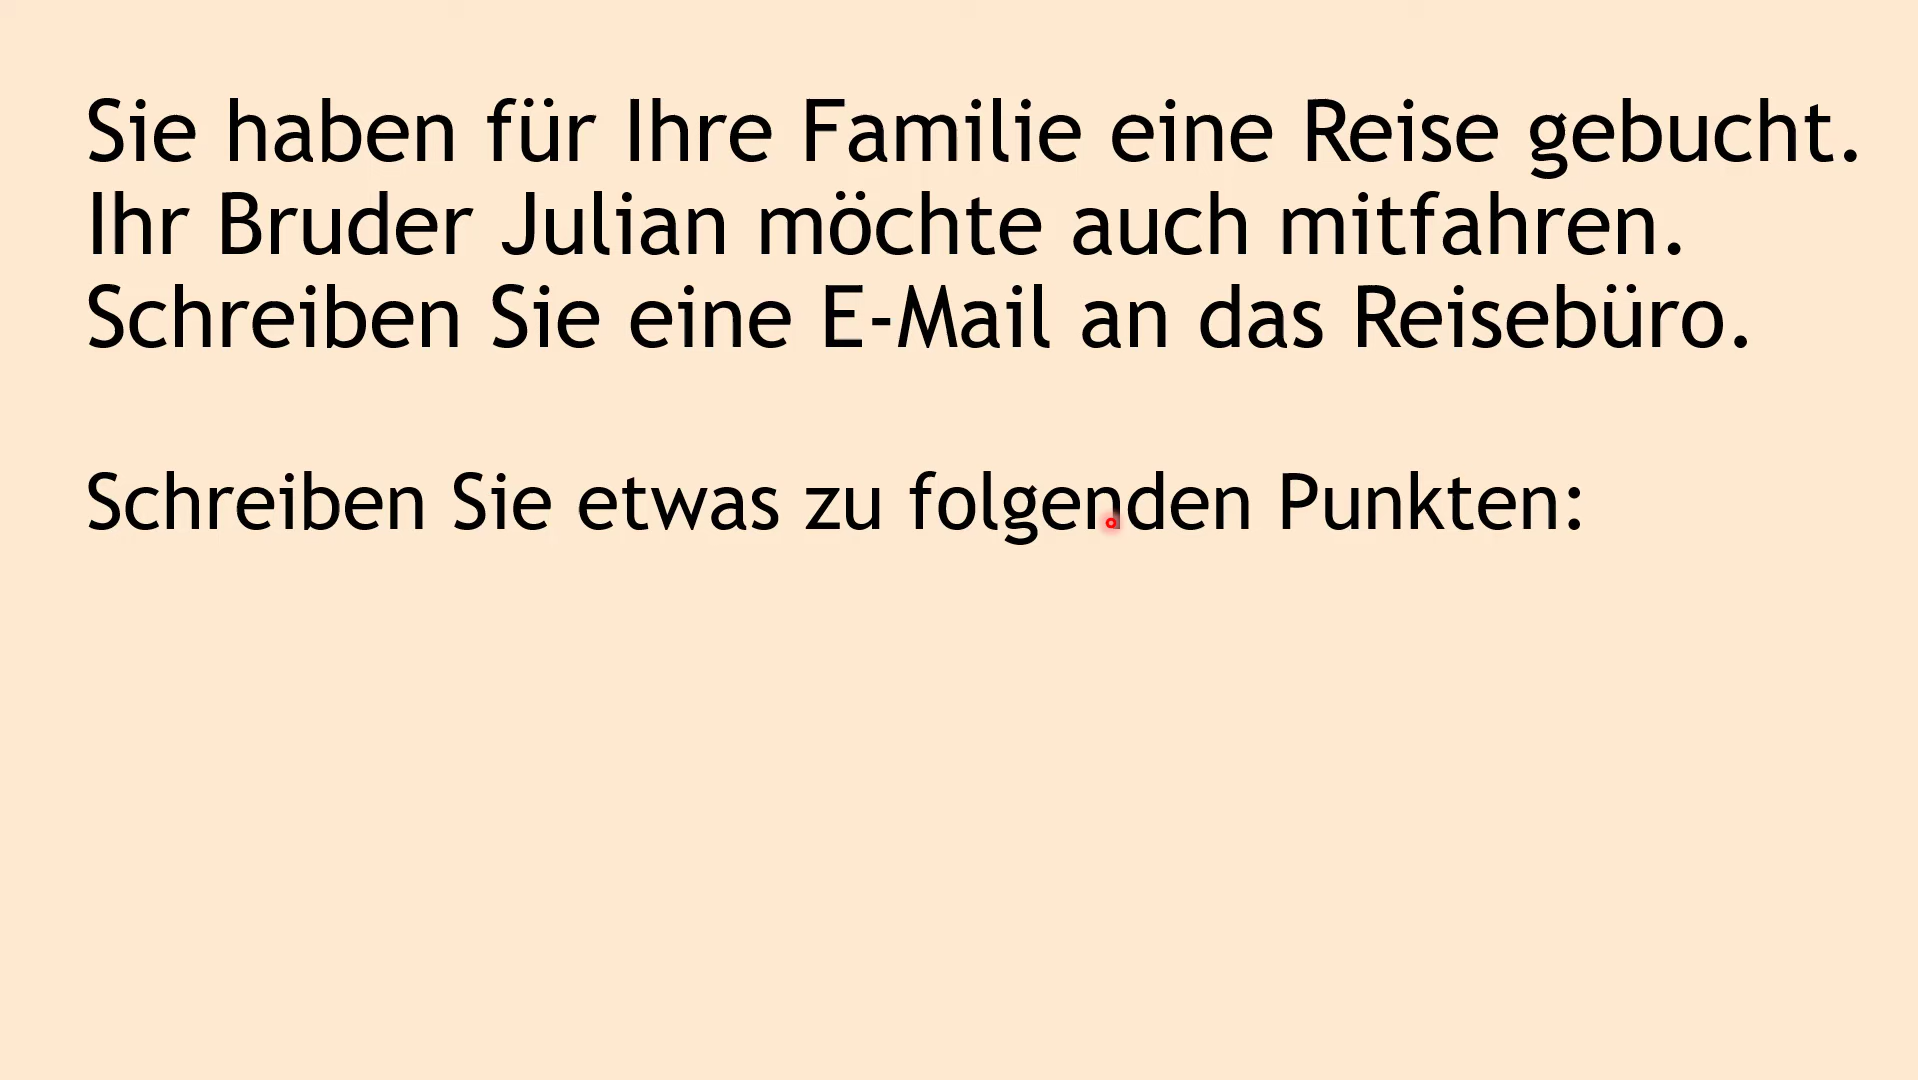 Sie haben für Ihre Familie eine Reise gebucht.
Ihr Bruder Julian möchte auch mitfahren.
Schreiben Sie eine E-Mail an das Reisebüro.
Schreiben Sie etwas zu folgenden Punkten: